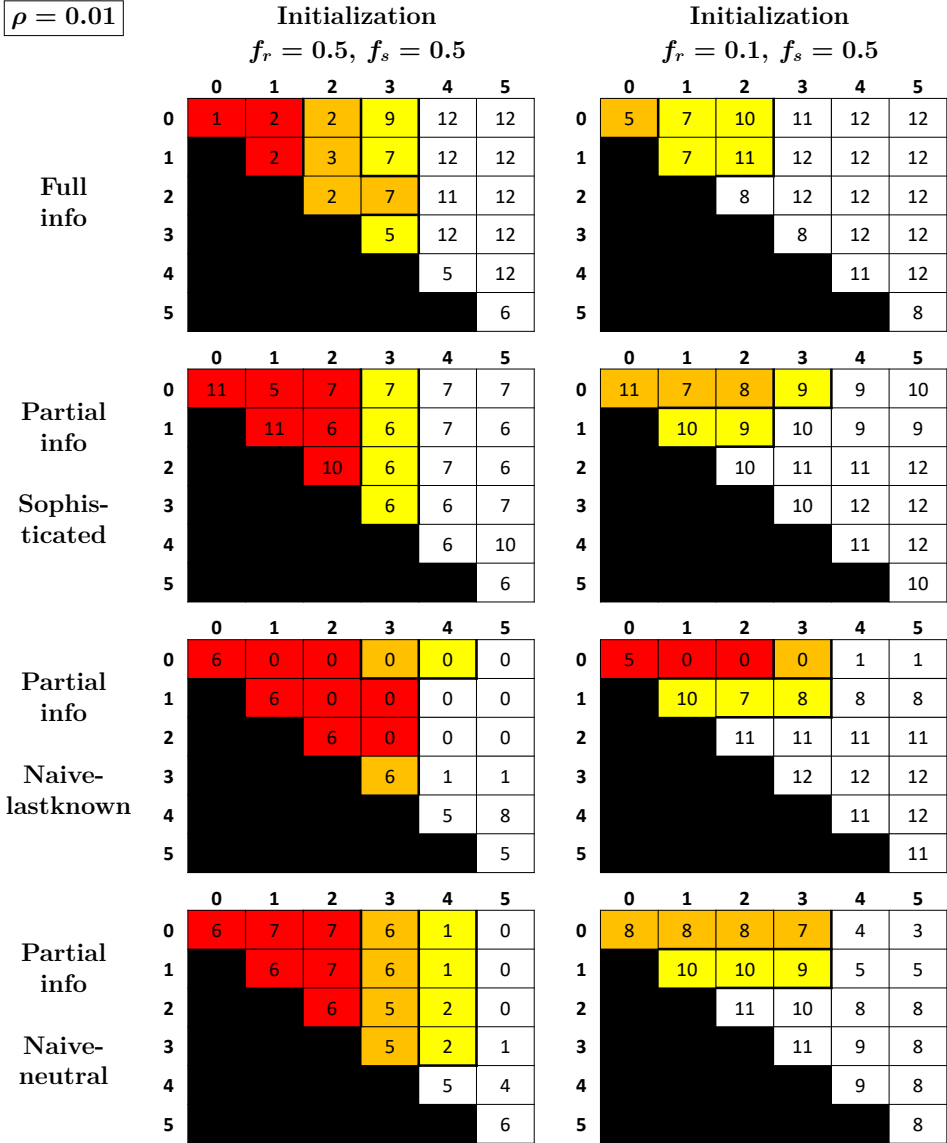 ρ = 0.01
Initialization Initialization
f_r = 0.5, f_s = 0.5 f_r = 0.1, f_s = 0.5
0 1 2 3 4 5 0 1 2 3 4 5
0 1 2 2 9 12 12 0 5 7 10 11 12 12
1 2 3 7 12 12 1 7 11 12 12 12
Full
info
2 2 7 11 12 2 8 12 12 12
3 5 12 12 3 8 12 12
4 5 12 4 11 12
5 6 5 8
0 1 2 3 4 5 0 1 2 3 4 5
0 11 5 7 7 7 7 0 11 7 8 9 9 10
Partial
info
1 11 6 6 7 6 1 10 9 10 9 9
2 10 6 7 6 2 10 11 11 12
Sophis-
ticated
3 6 6 7 3 10 12 12
4 6 10 4 11 12
5 6 5 10
0 1 2 3 4 5 0 1 2 3 4 5
0 6 0 0 0 0 0 0 5 0 0 0 1 1
Partial
info
1 6 0 0 0 0 1 10 7 8 8 8
2 6 0 0 0 2 11 11 11 11
Naive-
lastknown
3 6 1 1 3 12 12 12
4 5 8 4 11 12
5 5 5 11
0 1 2 3 4 5 0 1 2 3 4 5
0 6 7 7 6 1 0 0 8 8 8 7 4 3
Partial
info
1 6 7 6 1 0 1 10 10 9 5 5
2 6 5 2 0 2 11 10 8 8
Naive-
neutral
3 5 2 1 3 11 9 8
4 5 4 4 9 8
5 6 5 8